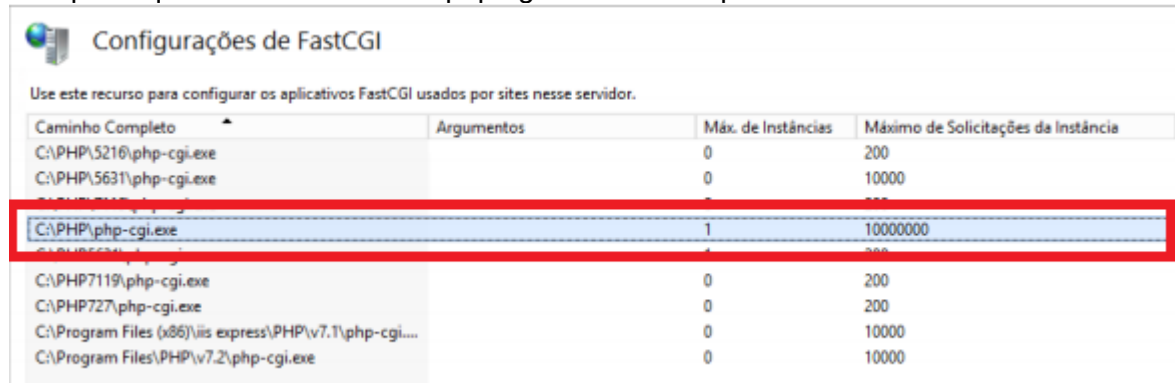 Configurações de FastCGI
Use este recurso para configurar os aplicativos FastCGI usados por sites nesse servidor.
Caminho Completo Argumentos Máx. de Instâncias Máximo de Solicitações da Instância
C:\PHP\5216\php-cgi.exe 0 200
C:\PHP\5631\php-cgi.exe 0 10000
C:\PHP\php-cgi.exe 1 10000000
C:\PHP7119\php-cgi.exe 0 200
C:\PHP727\php-cgi.exe 0 200
C:\Program Files (x86)\iis express\PHP\v7.1\php-cgi.... 0 10000
C:\Program Files\PHP\v7.2\php-cgi.exe 0 10000